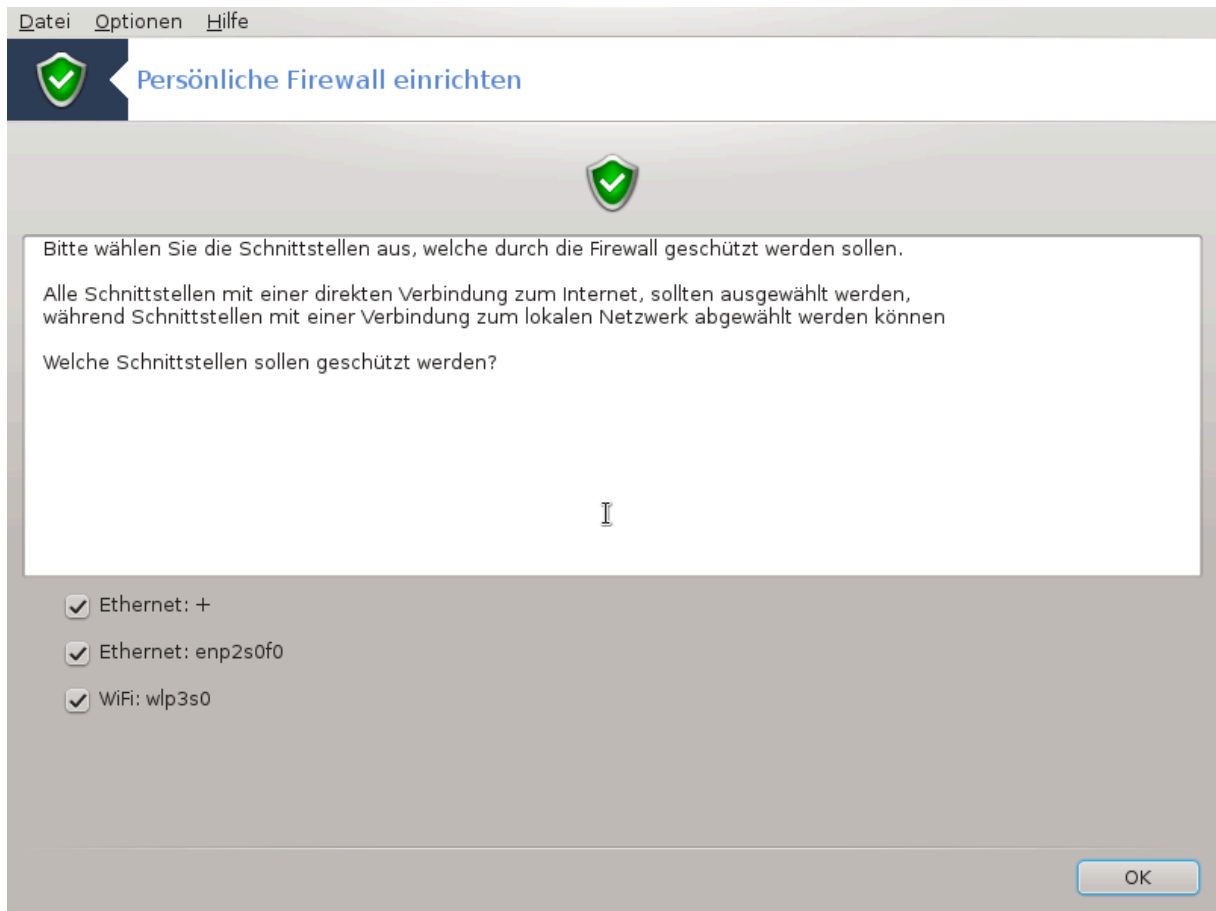 Datei Optionen Hilfe
Persönliche Firewall einrichten
Bitte wählen Sie die Schnittstellen aus, welche durch die Firewall geschützt werden sollen.
Alle Schnittstellen mit einer direkten Verbindung zum Internet, sollten ausgewählt werden,
während Schnittstellen mit einer Verbindung zum lokalen Netzwerk abgewählt werden können
Welche Schnittstellen sollen geschützt werden?
Ethernet: +
Ethernet: enp2s0f0
WiFi: wlp3s0
OK